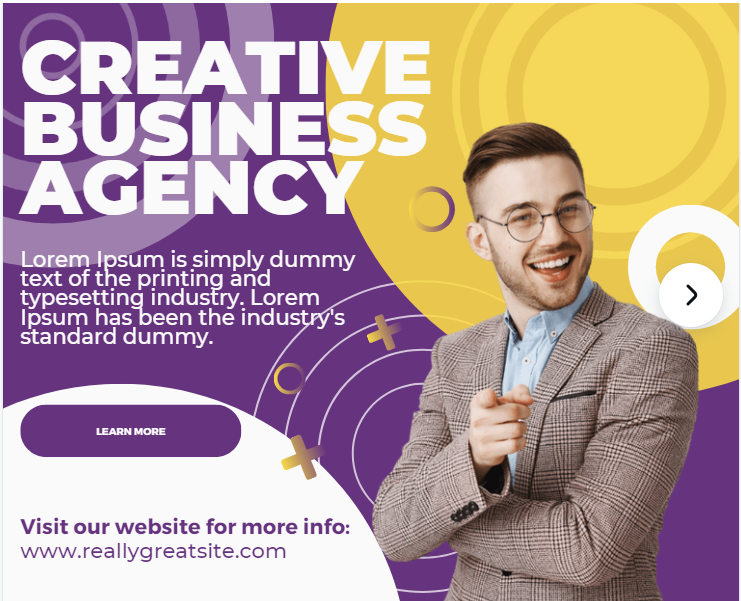 CREATIVE
BUSINESS
AGENCY
Lorem Ipsum is simply dummy
text of the printing and
typesetting industry. Lorem
Ipsum has been the industry's
standard dummy.
LEARN MORE
Visit our website for more info:
www.reallygreatsite.com